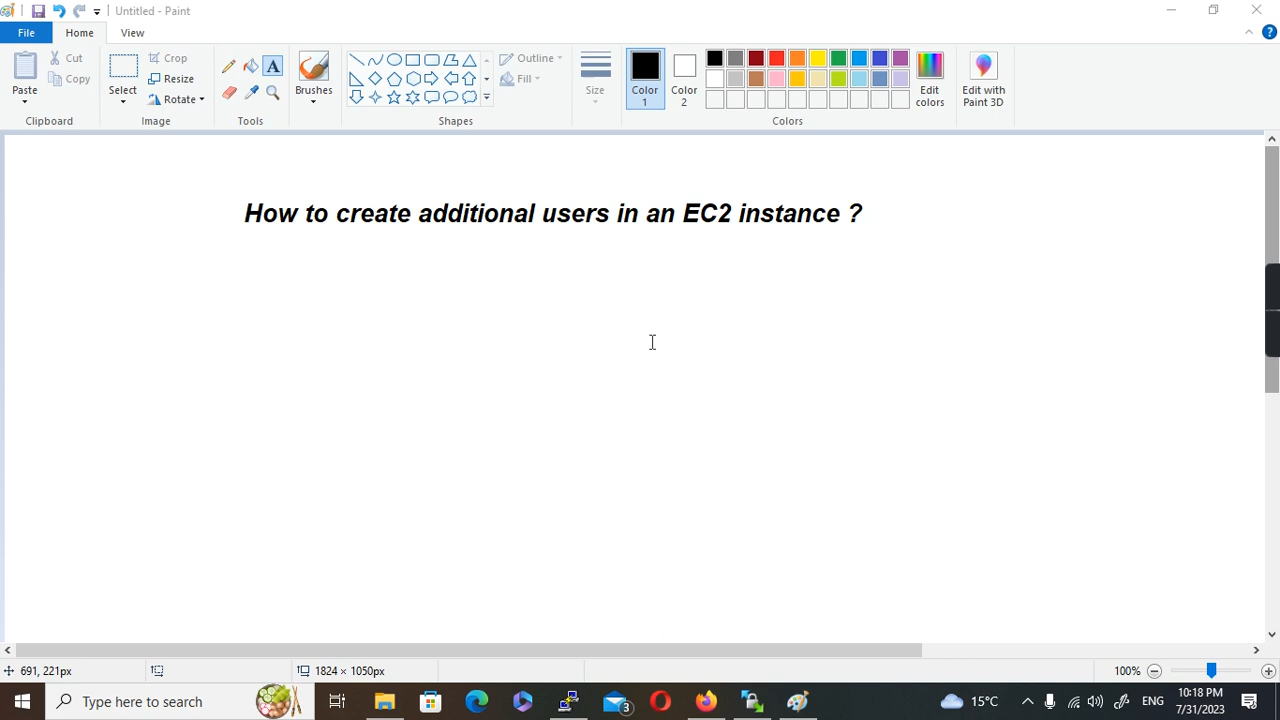 Untitled - Paint
File Home View
Paste
Cut
Copy
Clipboard
Select
Crop
Resize
Rotate
Image
A
Tools
Brushes
Outline
Fill
Shapes
Size
Color 1
Color 2
Edit colors
Colors
Edit with Paint 3D
How to create additional users in an EC2 instance ?
691, 221px
1824 × 1050px
100%
Type here to search
3
15°C
ENG
10:18 PM
7/31/2023